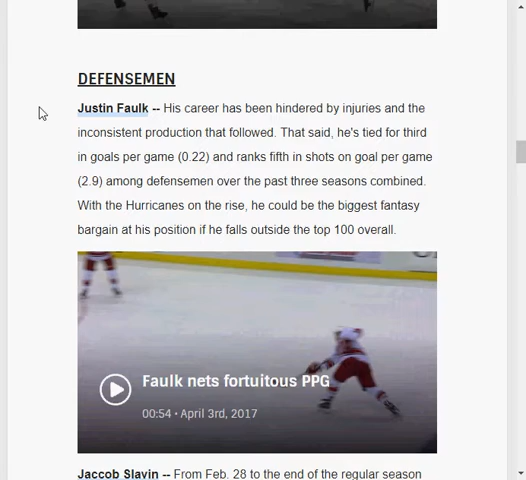 DEFENSEMEN
Justin Faulk -- His career has been hindered by injuries and the
inconsistent production that followed. That said, he's tied for third
in goals per game (0.22) and ranks fifth in shots on goal per game
(2.9) among defensemen over the past three seasons combined.
With the Hurricanes on the rise, he could be the biggest fantasy
bargain at his position if he falls outside the top 100 overall.
Faulk nets fortuitous PPG
00:54 • April 3rd, 2017
Jaccob Slavin -- From Feb. 28 to the end of the regular season